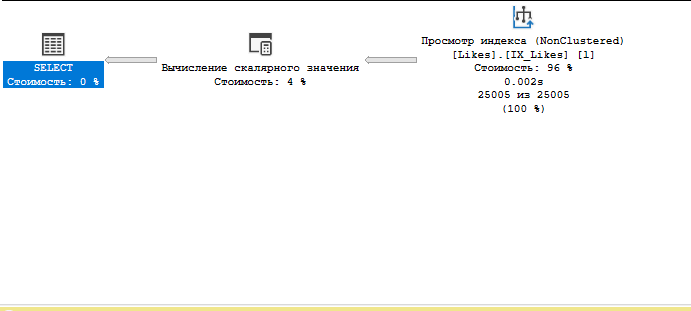 SELECT
Стоимость: 0 %
Вычисление скалярного значения
Стоимость: 4 %
Просмотр индекса (NonClustered)
[Likes].[IX_Likes] [l]
Стоимость: 96 %
0.002s
25005 из 25005
(100 %)